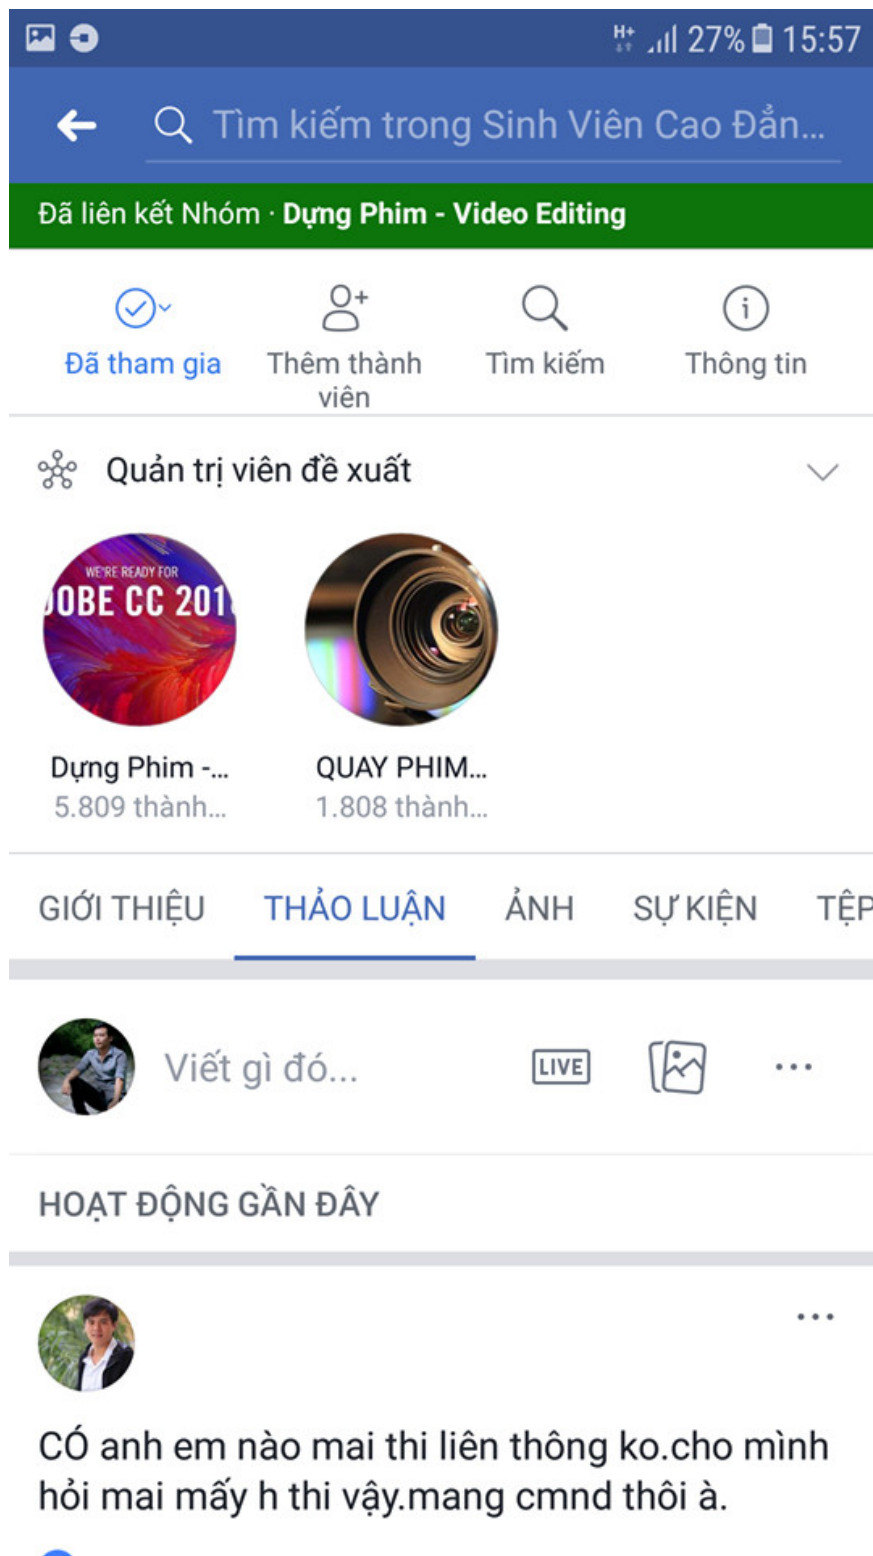 H+ 27% 15:57
Tìm kiếm trong Sinh Viên Cao Đẳn...
Đã liên kết Nhóm · Dựng Phim - Video Editing
Đã tham gia
Thêm thành
viên
Tìm kiếm
Thông tin
Quản trị viên đề xuất
WE'RE READY FOR
DOBE CC 201
Dựng Phim -...
5.809 thành...
QUAY PHIM...
1.808 thành...
GIỚI THIỆU THẢO LUẬN ẢNH SỰ KIỆN TỆP
Viết gì đó...
LIVE
HOẠT ĐỘNG GẦN ĐÂY
CÓ anh em nào mai thi liên thông ko.cho mình
hỏi mai mấy h thi vậy.mang cmnd thôi à.